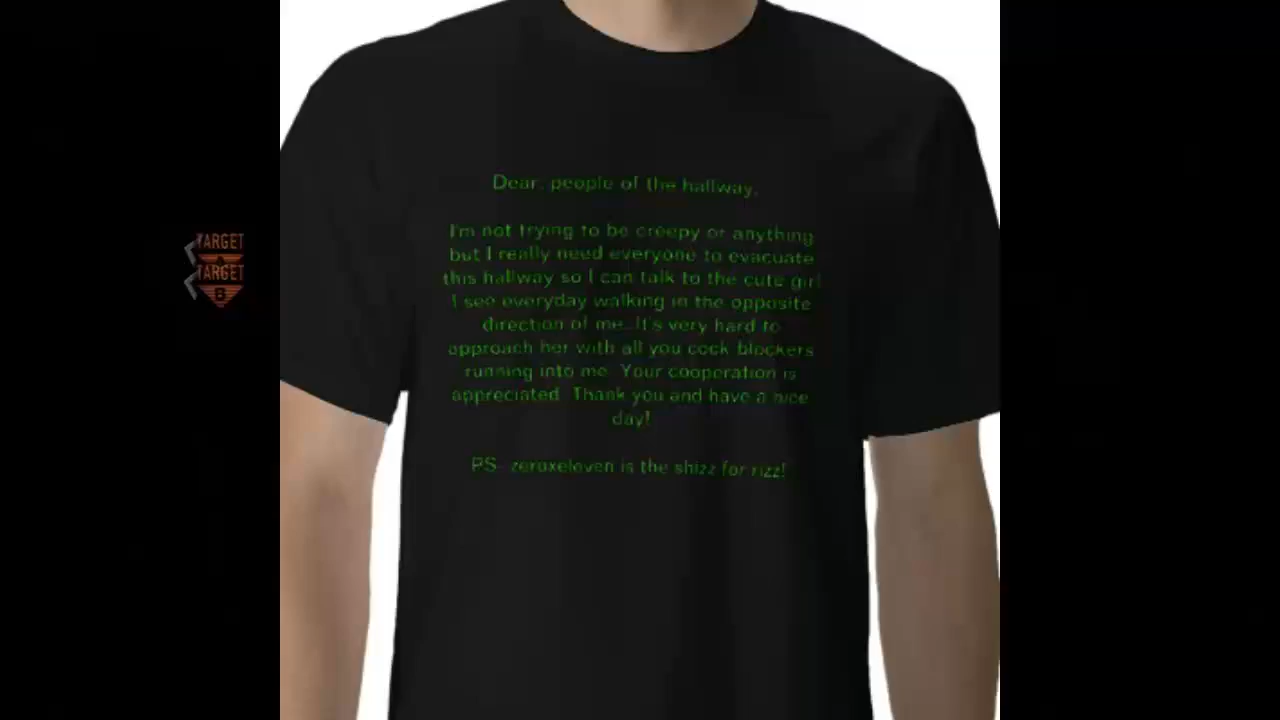 Dear, people of the hallway,
I'm not trying to be creepy or anything
but I really need everyone to evacuate
this hallway so I can talk to the cute girl
I see everyday walking in the opposite
direction of me. It's very hard to
approach her with all you cock blockers
running into me. Your cooperation is
appreciated. Thank you and have a nice
day!
PS- zeroxeleven is the shizz for rizz!
TARGET
A
TARGET
B